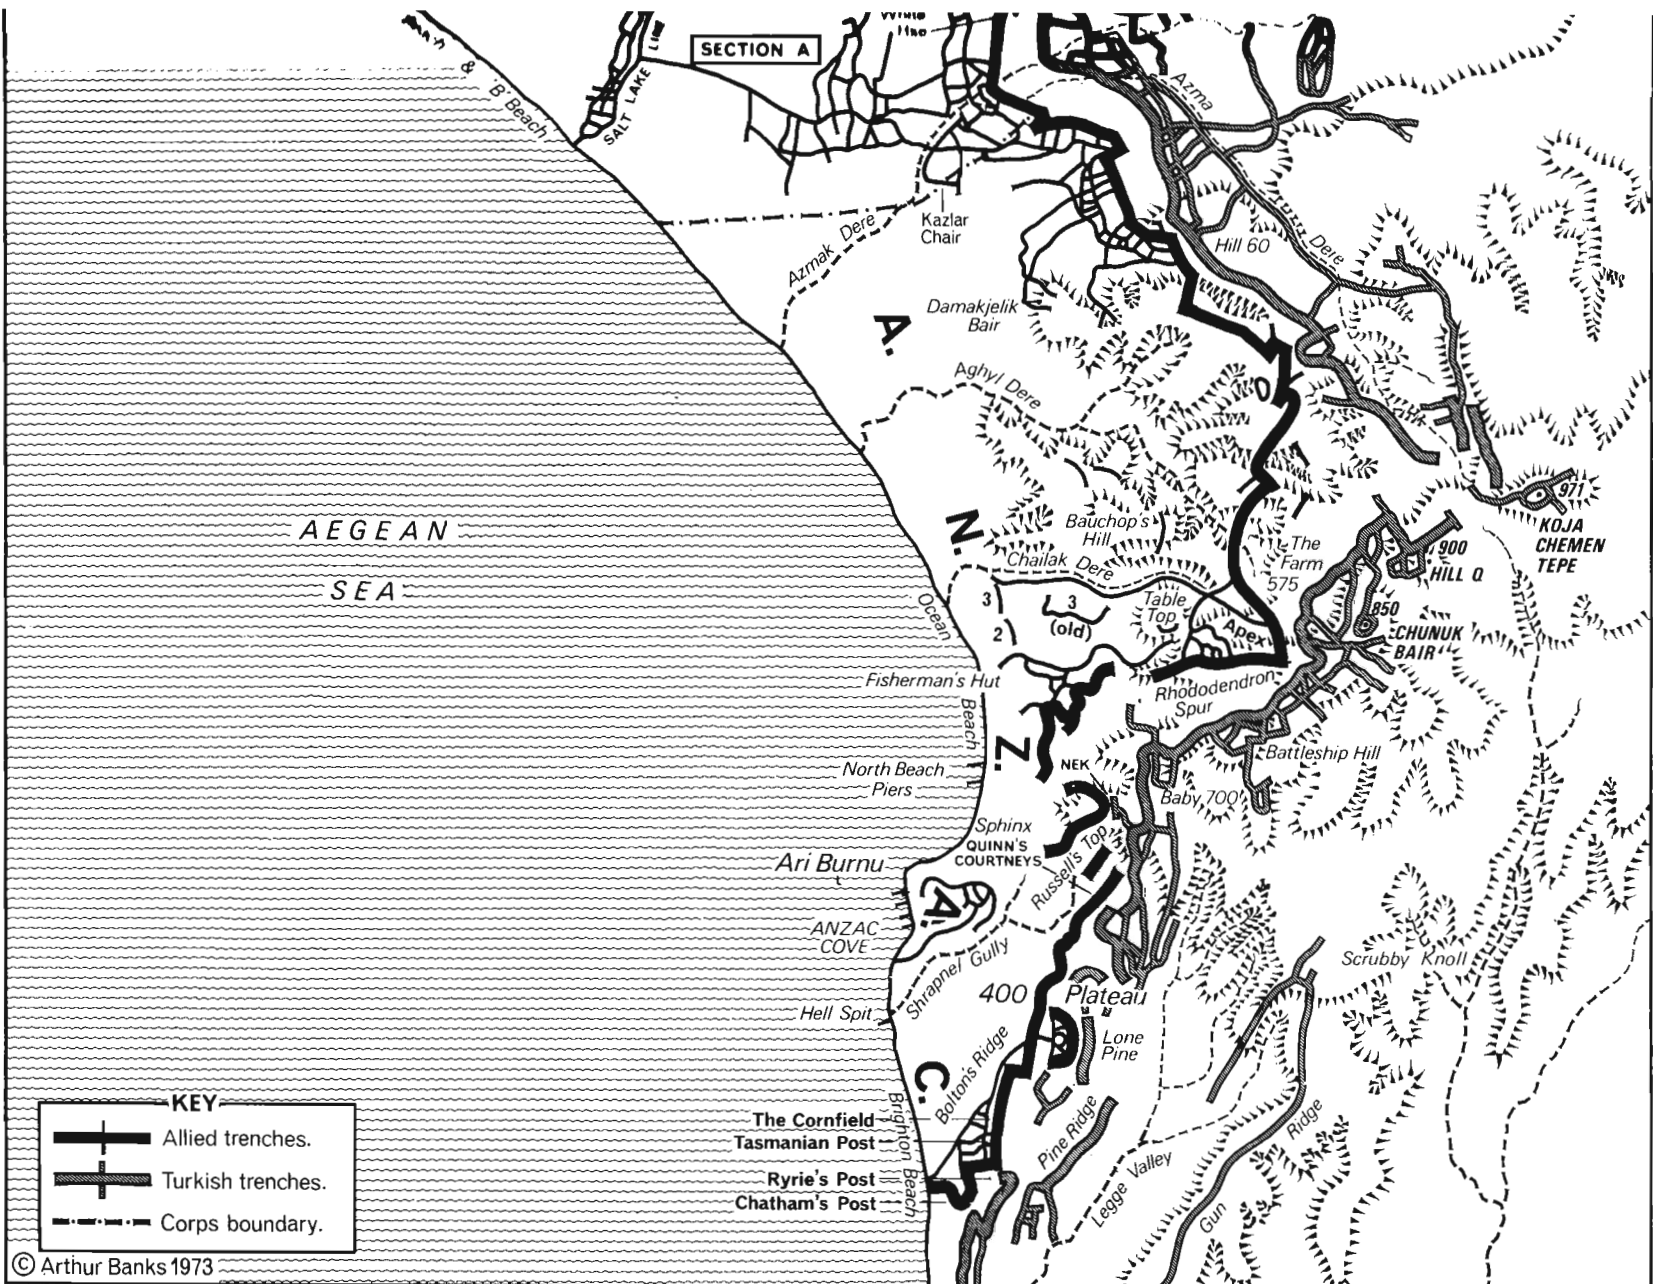 SECTION A
LINE
SALT LAKE
& 'B' Beach
Azma
Kazlar
Chair
Azmak Dere
Hill 60
Dere
Damakjelik
Bair
A.
Aghyl Dere
971
KOJA
CHEMEN
TEPE
N.
Bauchop's
Hill
The
Farm
575
900
HILL Q
Chailak Dere
Ocean
3
2
3
(old)
Table
Top
Apex
850
CHUNUK
BAIR
AEGEAN
SEA
Fisherman's Hut
Rhododendron
Spur
Beach
Z.
Battleship Hill
North Beach
Piers
NEK
Baby 700
Sphinx
QUINN'S
COURTNEYS
Russell's Top
Ari Burnu
A.
ANZAC
COVE
Shrapnel Gully
Scrubby Knoll
400 Plateau
Hell Spit
Lone
Pine
Bolton's Ridge
C.
Brighton Beach
The Cornfield
Tasmanian Post
Ryrie's Post
Chatham's Post
Pine Ridge
Legge Valley
Gun Ridge
KEY
Allied trenches.
Turkish trenches.
Corps boundary.
© Arthur Banks 1973